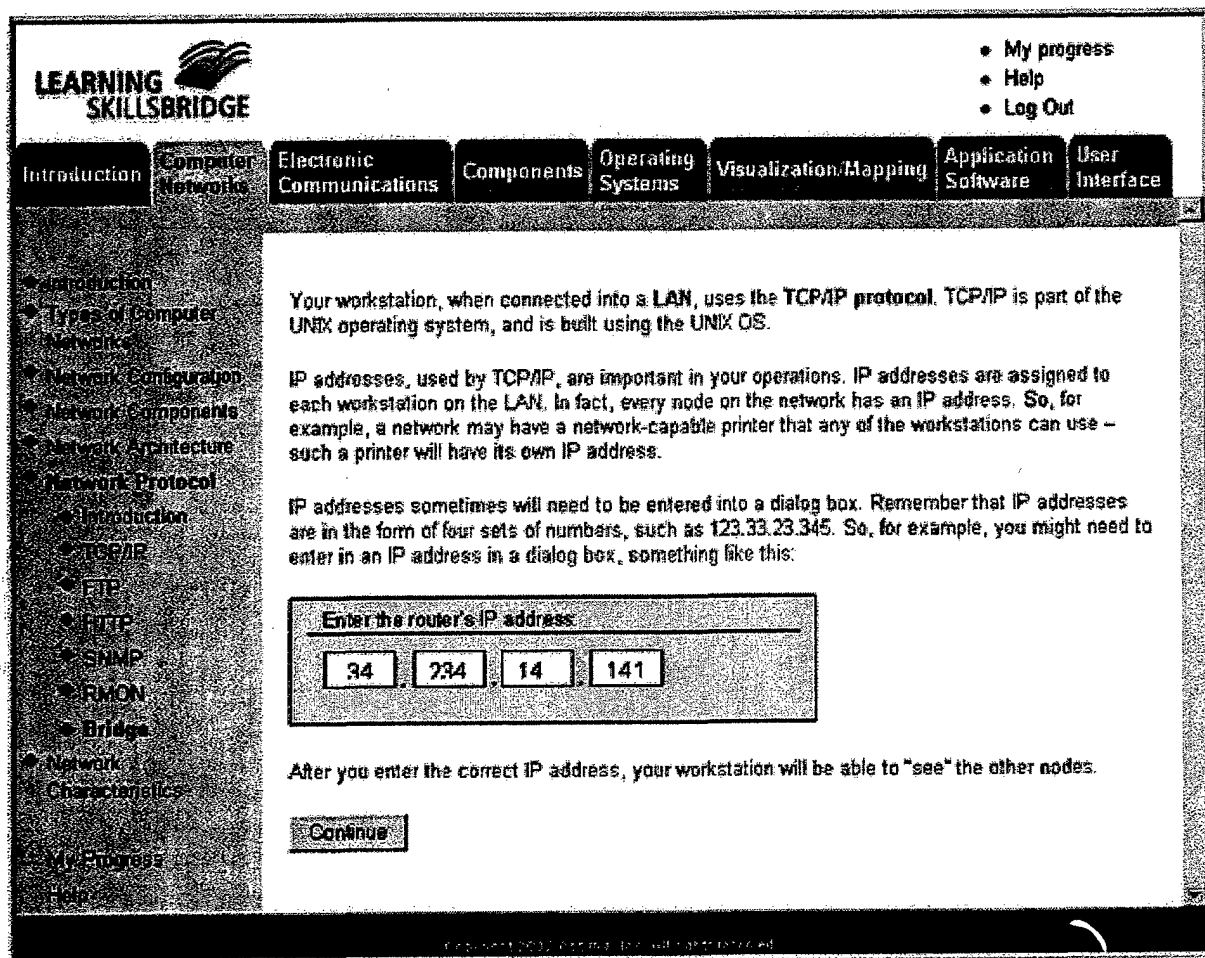 LEARNING
SKILLSBRIDGE
My progress
Help
Log Out
Introduction
Computer
Networks
Electronic
Communications
Components
Operating
Systems
Visualization/Mapping
Application
Software
User
Interface
Introduction
Types of Computer
Networks
Network Configuration
Network Components
Network Architecture
Network Protocol
Introduction
TCP/IP
FTP
HTTP
SNMP
RMON
Bridge
Network
Characteristics
My Progress
Help
Your workstation, when connected into a LAN, uses the TCP/IP protocol. TCP/IP is part of the
UNIX operating system, and is built using the UNIX OS.
IP addresses, used by TCP/IP, are important in your operations. IP addresses are assigned to
each workstation on the LAN. In fact, every node on the network has an IP address. So, for
example, a network may have a network-capable printer that any of the workstations can use –
such a printer will have its own IP address.
IP addresses sometimes will need to be entered into a dialog box. Remember that IP addresses
are in the form of four sets of numbers, such as 123.33.23.345. So, for example, you might need to
enter in an IP address in a dialog box, something like this:
Enter the router's IP address
34 . 234 . 14 . 141
After you enter the correct IP address, your workstation will be able to "see" the other nodes.
Continue